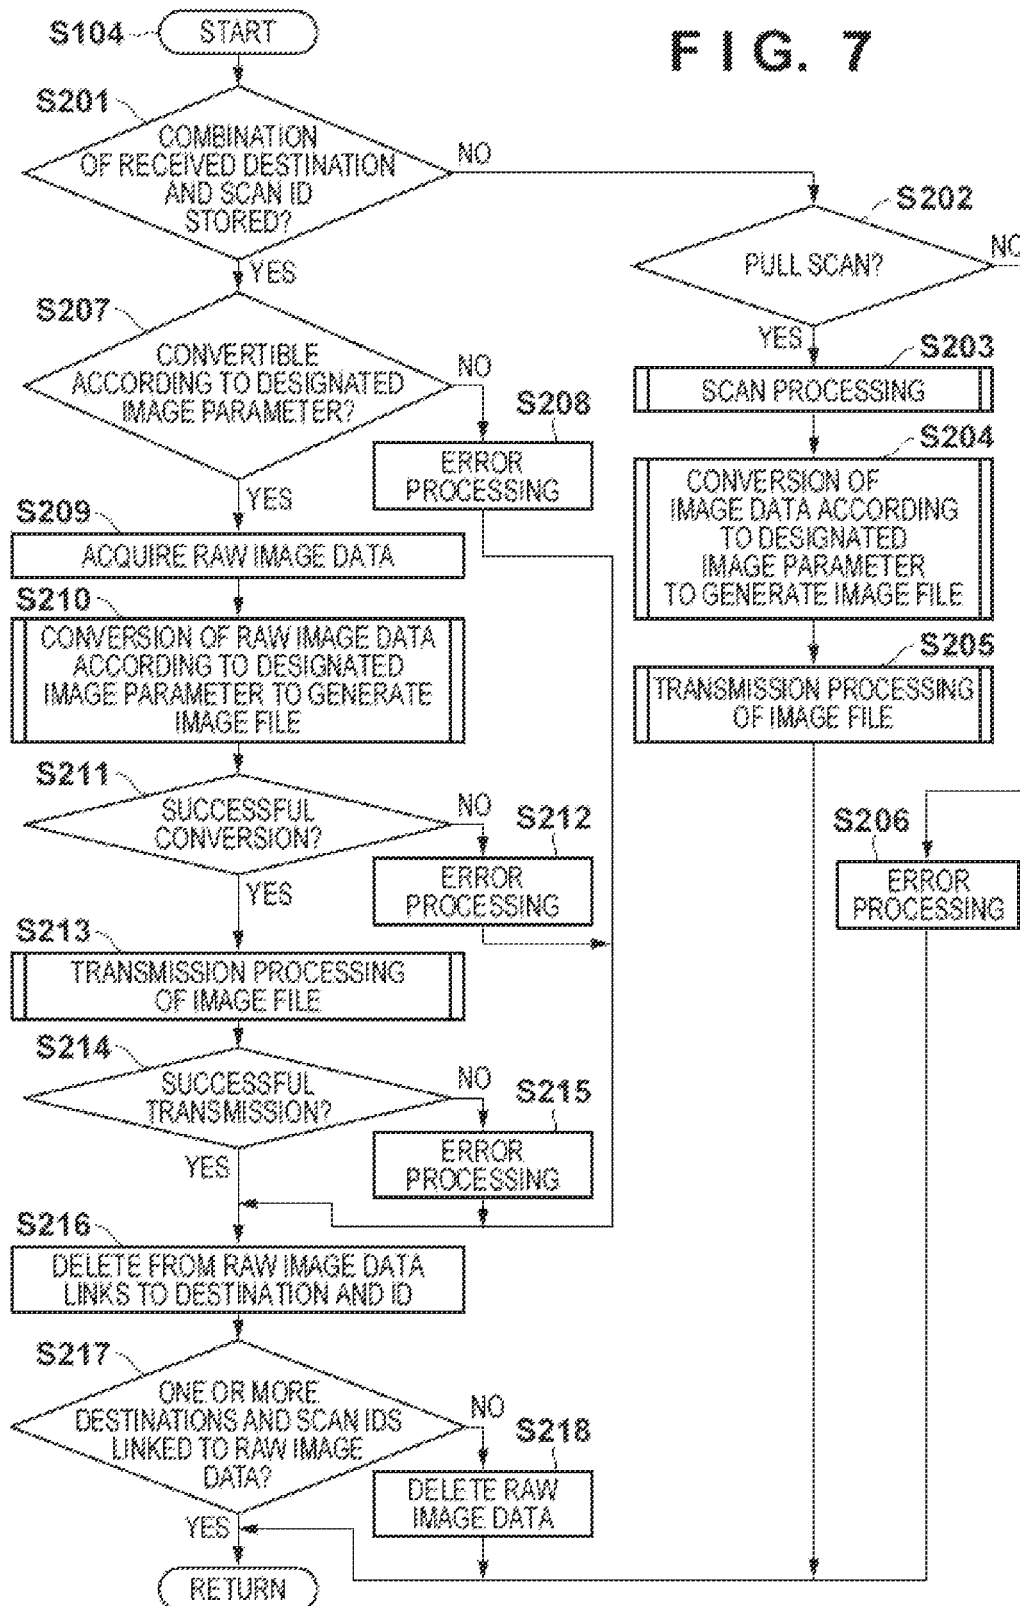 FIG. 7
S104
START
S201
COMBINATION
OF RECEIVED DESTINATION
AND SCAN ID
STORED?
NO
YES
S202
PULL SCAN?
NO
YES
S203
SCAN PROCESSING
S204
CONVERSION OF
IMAGE DATA ACCORDING
TO DESIGNATED
IMAGE PARAMETER
TO GENERATE IMAGE FILE
S205
TRANSMISSION PROCESSING
OF IMAGE FILE
S206
ERROR
PROCESSING
S207
CONVERTIBLE
ACCORDING TO DESIGNATED
IMAGE PARAMETER?
NO
YES
S208
ERROR
PROCESSING
S209
ACQUIRE RAW IMAGE DATA
S210
CONVERSION OF RAW IMAGE DATA
ACCORDING TO DESIGNATED
IMAGE PARAMETER TO GENERATE
IMAGE FILE
S211
SUCCESSFUL
CONVERSION?
NO
YES
S212
ERROR
PROCESSING
S213
TRANSMISSION PROCESSING
OF IMAGE FILE
S214
SUCCESSFUL
TRANSMISSION?
NO
YES
S215
ERROR
PROCESSING
S216
DELETE FROM RAW IMAGE DATA
LINKS TO DESTINATION AND ID
S217
ONE OR MORE
DESTINATIONS AND SCAN IDS
LINKED TO RAW IMAGE
DATA?
NO
YES
S218
DELETE RAW
IMAGE DATA
RETURN